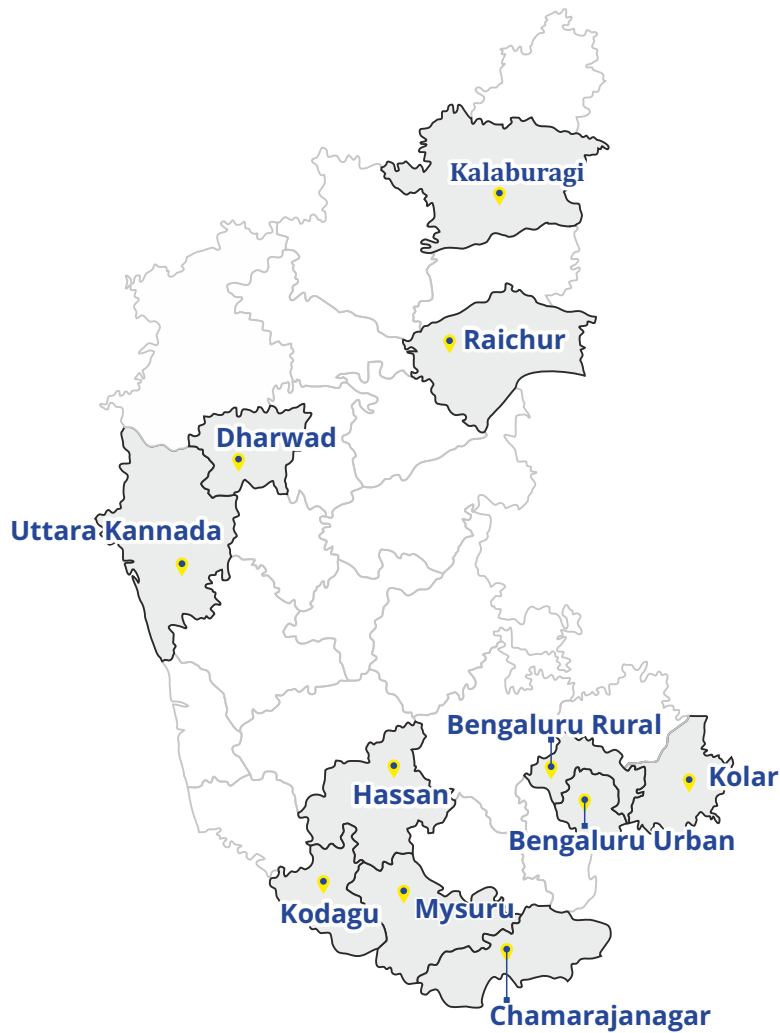 Kalaburagi
Raichur
Dharwad
Uttara Kannada
Bengaluru Rural
Kolar
Hassan
Bengaluru Urban
Kodagu
Mysuru
Chamarajanagar